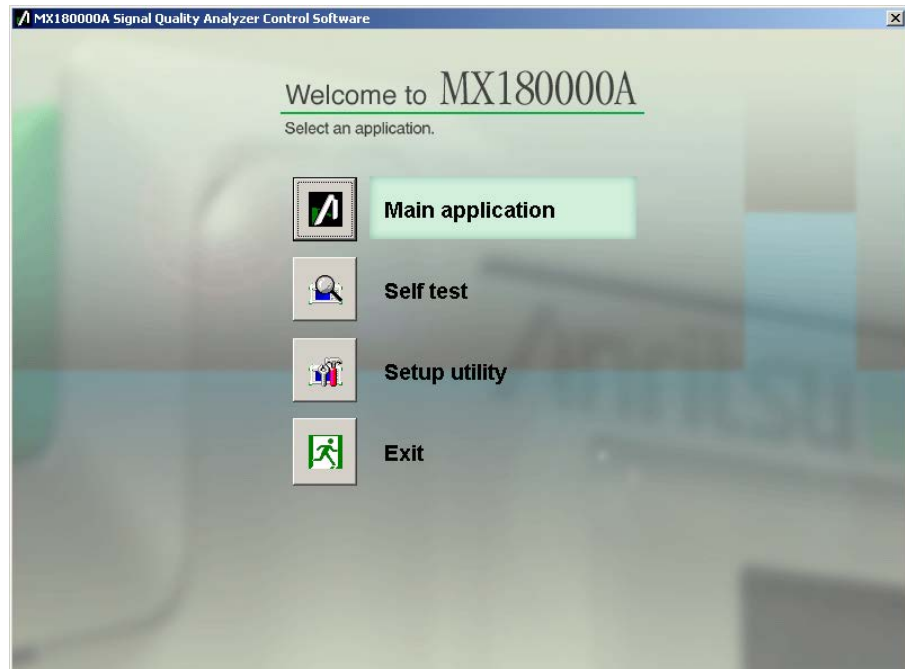 MX180000A Signal Quality Analyzer Control Software
Welcome to MX180000A
Select an application.
Main application
Self test
Setup utility
Exit
Anritsu